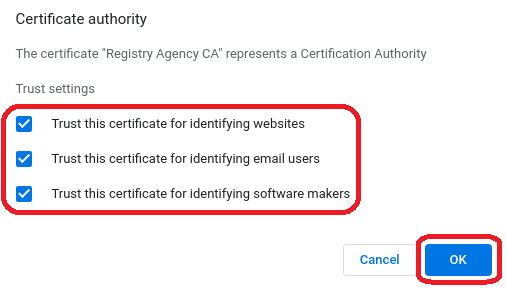 Certificate authority
The certificate "Registry Agency CA" represents a Certification Authority
Trust settings
Trust this certificate for identifying websites
Trust this certificate for identifying email users
Trust this certificate for identifying software makers
Cancel
OK